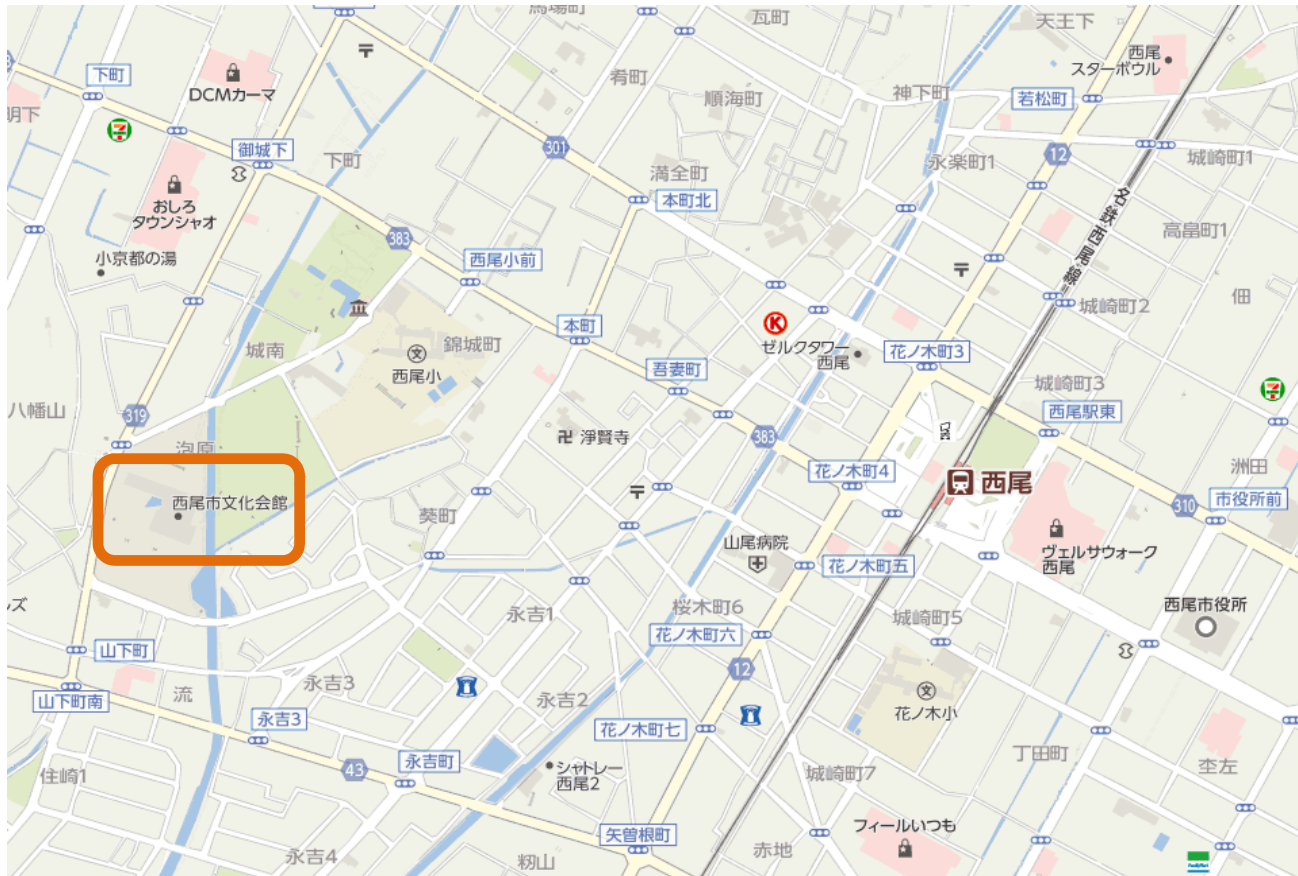 瓦町
天王下
西尾
スターボウル
下町
DCMカーマ
肴町
順海町
神下町
若松町
明下
301
12
御城下
下町
永楽町1
城崎町1
満全町
本町北
おしろ
タウンシャオ
名鉄西尾線
高畠町1
383
西尾小前
小京都の湯
佃
城崎町2
本町
K
城南
錦城町
西尾小
ゼルクタワー
西尾
花ノ木町3
吾妻町
城崎町3
八幡山
319
西尾駅東
泡原
卍 淨賢寺
383
花ノ木町4
洲田
西尾
西尾市文化会館
310
市役所前
葵町
山尾病院
花ノ木町五
ヴェルサウォーク
西尾
ルズ
永吉1
桜木町6
城崎町5
西尾市役所
花ノ木町六
山下町
12
永吉3
流
山下町南
永吉2
花ノ木小
永吉3
花ノ木町七
丁田町
永吉町
43
シャトレー
西尾2
住崎1
城崎町7
矢曽根町
フィールいつも
永吉4
籾山
赤地
FamilyMart